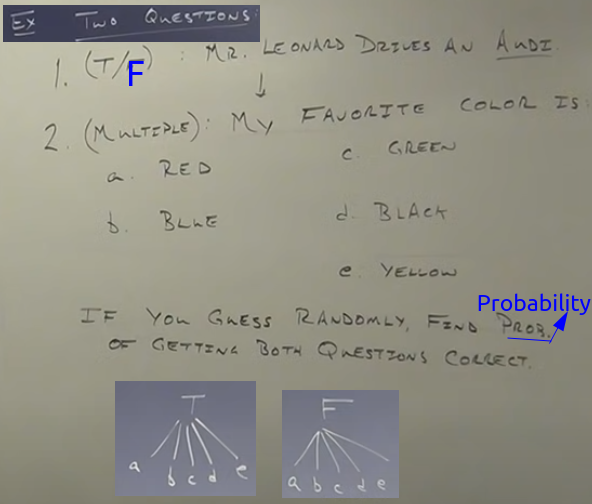 EX Two Questions:
1. (T/F) : MR. LEONARD DRIVES AN AUDI.
2. (MULTIPLE): MY FAVORITE COLOR IS:
a. RED
c. GREEN
b. BLUE
d. BLACK
e. YELLOW
Probability
IF YOU GUESS RANDOMLY, FIND PROB.
OF GETTING BOTH QUESTIONS CORRECT.
T F
a b c d e a b c d e